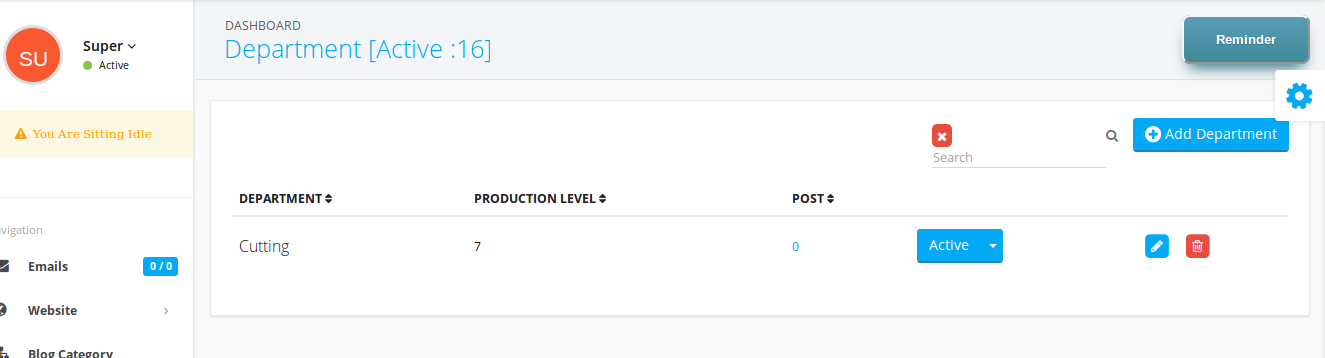 SU
Super
Active
You Are Sitting Idle
vigation
Emails
0 / 0
Website
Blog Category
DASHBOARD
Department [Active :16]
Reminder
Search
Add Department
DEPARTMENT PRODUCTION LEVEL POST
Cutting 7 0 Active